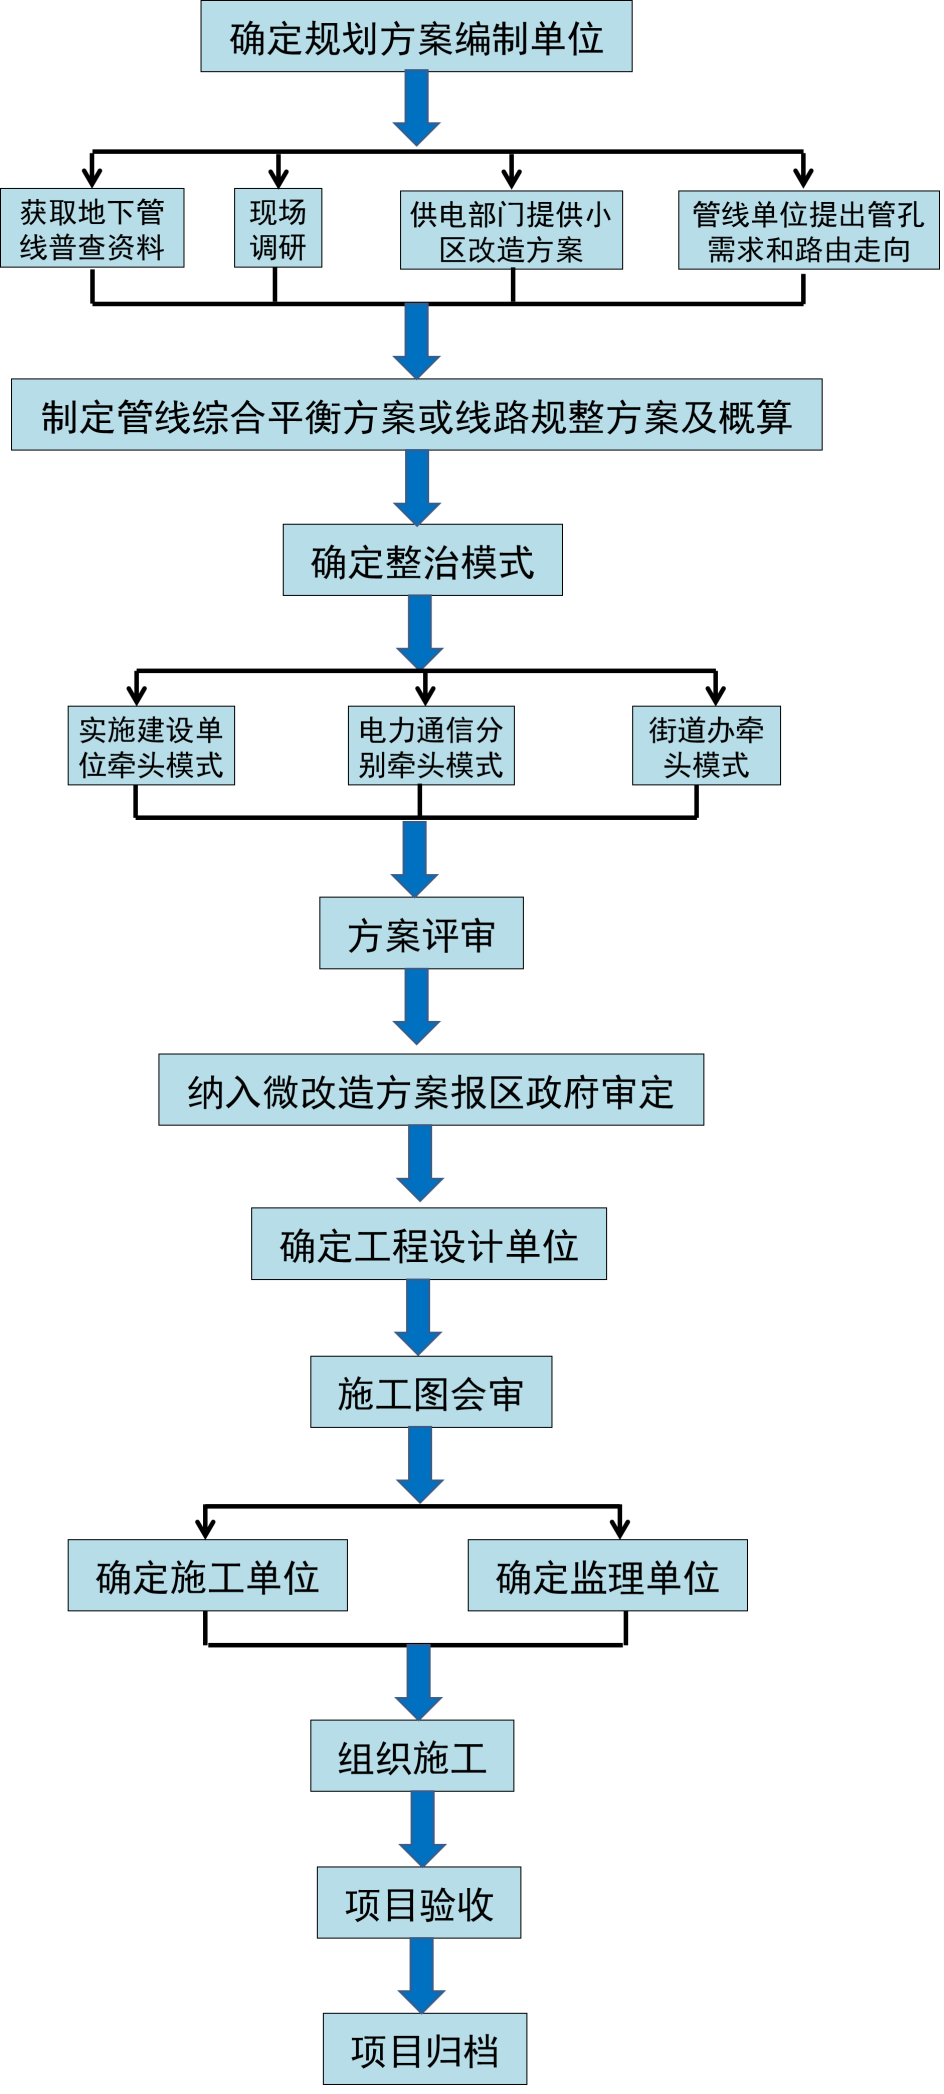 确定规划方案编制单位
获取地下管
线普查资料
现场
调研
供电部门提供小
区改造方案
管线单位提出管孔
需求和路由走向
制定管线综合平衡方案或线路规整方案及概算
确定整治模式
实施建设单
位牵头模式
电力通信分
别牵头模式
街道办牵
头模式
方案评审
纳入微改造方案报区政府审定
确定工程设计单位
施工图会审
确定施工单位
确定监理单位
组织施工
项目验收
项目归档